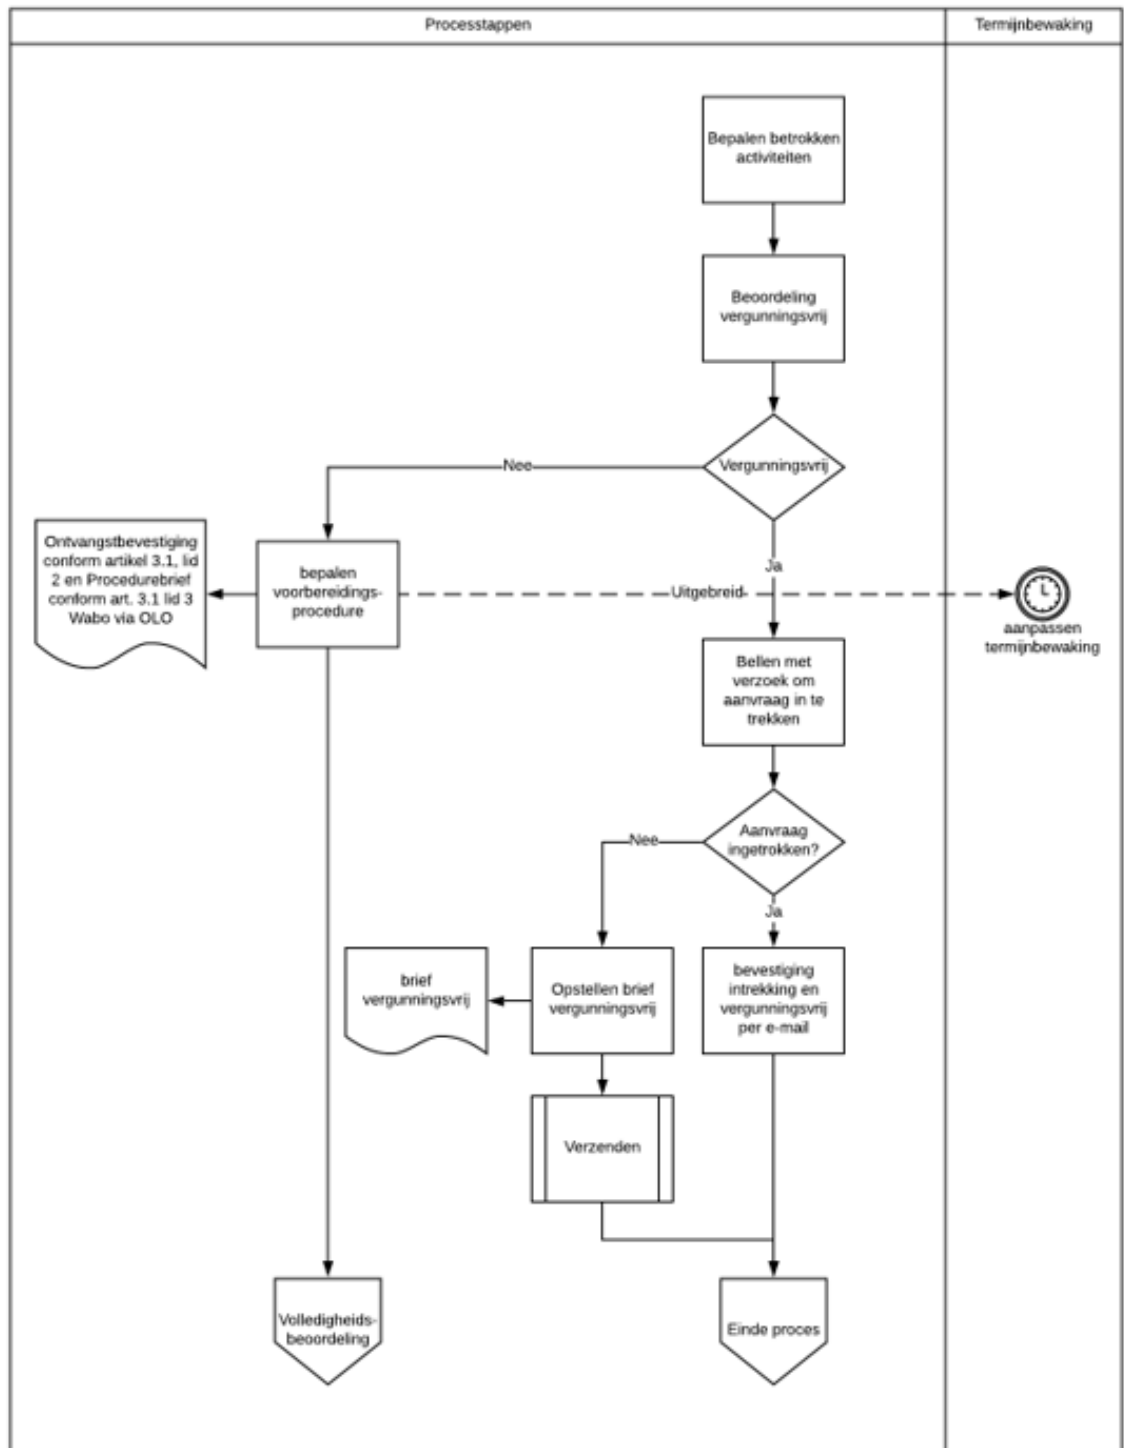 Processtappen
Termijnbewaking
Bepalen betrokken
activiteiten
Beoordeling
vergunningsvrij
Vergunningsvrij
Nee
Ja
Ontvangstbevestiging
conform artikel 3.1, lid
2 en Procedurebrief
conform art. 3.1 lid 3
Wabo via OLO
bepalen
voorbereidings-
procedure
Uitgebreid
aanpassen
termijnbewaking
Bellen met
verzoek om
aanvraag in te
trekken
Aanvraag
ingetrokken?
Nee
Ja
brief
vergunningsvrij
Opstellen brief
vergunningsvrij
bevestiging
intrekking en
vergunningsvrij
per e-mail
Verzenden
Volledigheids-
beoordeling
Einde proces